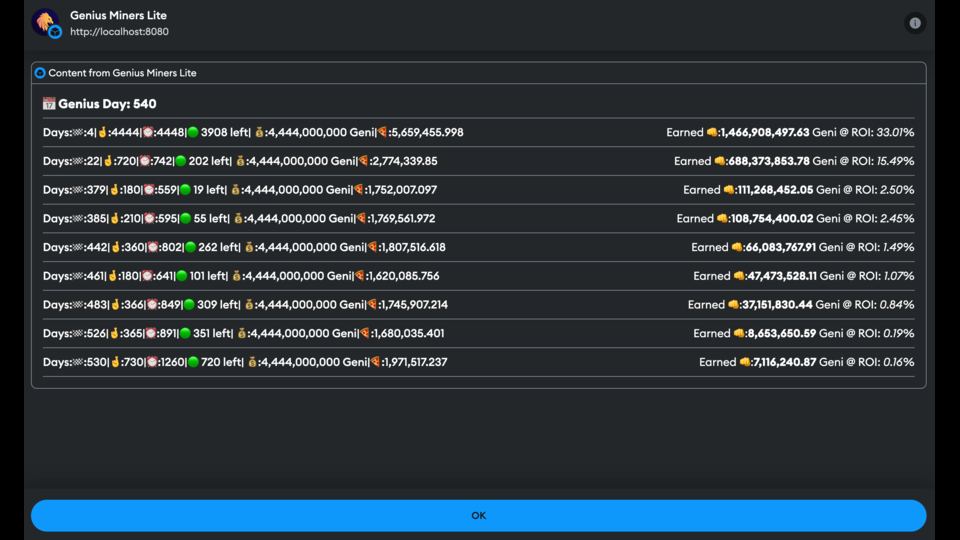 Genius Miners Lite
http://localhost:8080
Content from Genius Miners Lite
📅 Genius Day: 540
Days:🏁:4|🤞:4444|⏰:4448|🟢 3908 left| 💰:4,444,000,000 Geni|🍕:5,659,455.998 Earned 👊:1,466,908,497.63 Geni @ ROI: 33.01%
Days:🏁:22|🤞:720|⏰:742|🟢 202 left| 💰:4,444,000,000 Geni|🍕:2,774,339.85 Earned 👊:688,373,853.78 Geni @ ROI: 15.49%
Days:🏁:379|🤞:180|⏰:559|🟢 19 left| 💰:4,444,000,000 Geni|🍕:1,752,007.097 Earned 👊:111,268,452.05 Geni @ ROI: 2.50%
Days:🏁:385|🤞:210|⏰:595|🟢 55 left| 💰:4,444,000,000 Geni|🍕:1,769,561.972 Earned 👊:108,754,400.02 Geni @ ROI: 2.45%
Days:🏁:442|🤞:360|⏰:802|🟢 262 left| 💰:4,444,000,000 Geni|🍕:1,807,516.618 Earned 👊:66,083,767.91 Geni @ ROI: 1.49%
Days:🏁:461|🤞:180|⏰:641|🟢 101 left| 💰:4,444,000,000 Geni|🍕:1,620,085.756 Earned 👊:47,473,528.11 Geni @ ROI: 1.07%
Days:🏁:483|🤞:366|⏰:849|🟢 309 left| 💰:4,444,000,000 Geni|🍕:1,745,907.214 Earned 👊:37,151,830.44 Geni @ ROI: 0.84%
Days:🏁:526|🤞:365|⏰:891|🟢 351 left| 💰:4,444,000,000 Geni|🍕:1,680,035.401 Earned 👊:8,653,650.59 Geni @ ROI: 0.19%
Days:🏁:530|🤞:730|⏰:1260|🟢 720 left| 💰:4,444,000,000 Geni|🍕:1,971,517.237 Earned 👊:7,116,240.87 Geni @ ROI: 0.16%
OK